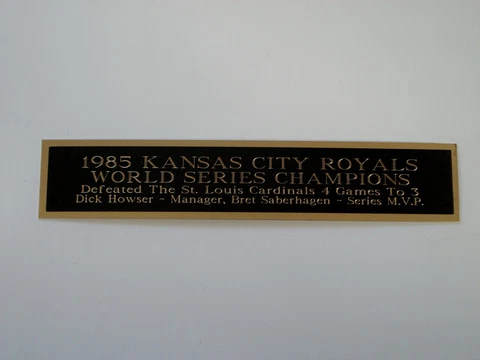 1985 KANSAS CITY ROYALS
WORLD SERIES CHAMPIONS
Defeated The St. Louis Cardinals 4 Games To 3
Dick Howser - Manager, Bret Saberhagen - Series M.V.P.